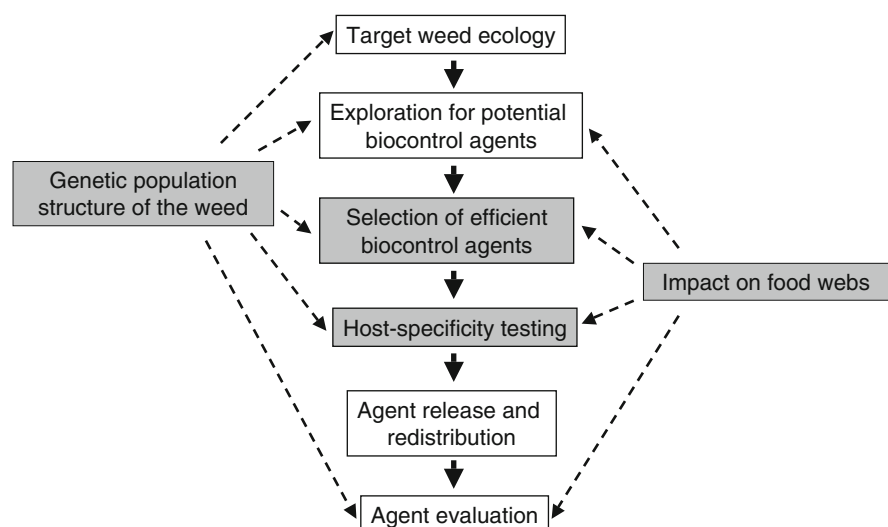 Target weed ecology
Exploration for potential
biocontrol agents
Genetic population
structure of the weed
Selection of efficient
biocontrol agents
Impact on food webs
Host-specificity testing
Agent release and
redistribution
Agent evaluation